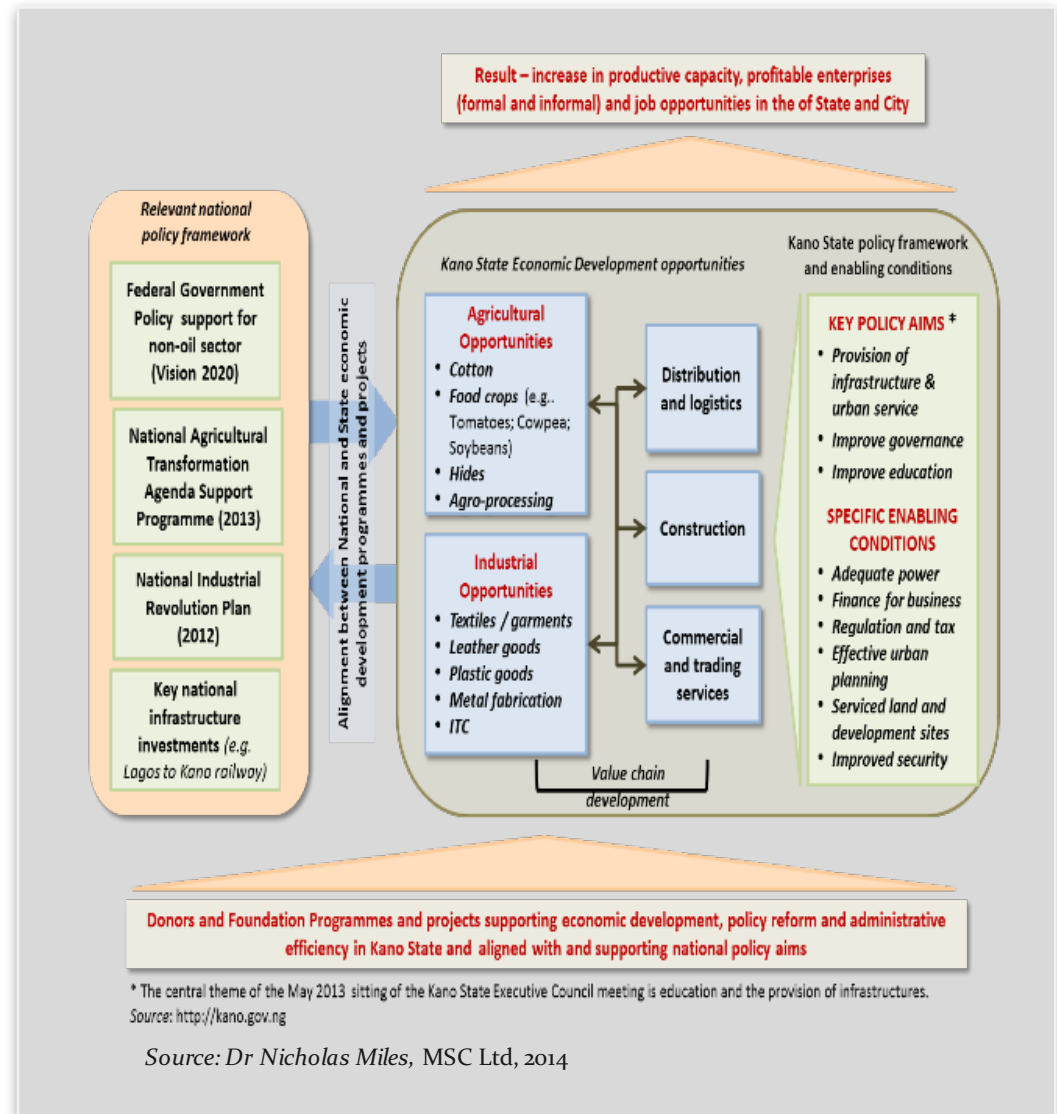 Result – increase in productive capacity, profitable enterprises
(formal and informal) and job opportunities in the of State and City
Relevant national
policy framework
Federal Government
Policy support for
non-oil sector
(Vision 2020)
National Agricultural
Transformation
Agenda Support
Programme (2013)
National Industrial
Revolution Plan
(2012)
Key national
infrastructure
investments (e.g.
Lagos to Kano railway)
Alignment between National and State economic
development programmes and projects
Kano State Economic Development opportunities
Agricultural
Opportunities
• Cotton
• Food crops (e.g..
Tomatoes; Cowpea;
Soybeans)
• Hides
• Agro-processing
Industrial
Opportunities
• Textiles / garments
• Leather goods
• Plastic goods
• Metal fabrication
• ITC
Distribution
and logistics
Construction
Commercial
and trading
services
Value chain
development
Kano State policy framework
and enabling conditions
KEY POLICY AIMS *
• Provision of
infrastructure &
urban service
• Improve governance
• Improve education
SPECIFIC ENABLING
CONDITIONS
• Adequate power
• Finance for business
• Regulation and tax
• Effective urban
planning
• Serviced land and
development sites
• Improved security
Donors and Foundation Programmes and projects supporting economic development, policy reform and administrative
efficiency in Kano State and aligned with and supporting national policy aims
* The central theme of the May 2013 sitting of the Kano State Executive Council meeting is education and the provision of infrastructures.
Source: http://kano.gov.ng
Source: Dr Nicholas Miles, MSC Ltd, 2014